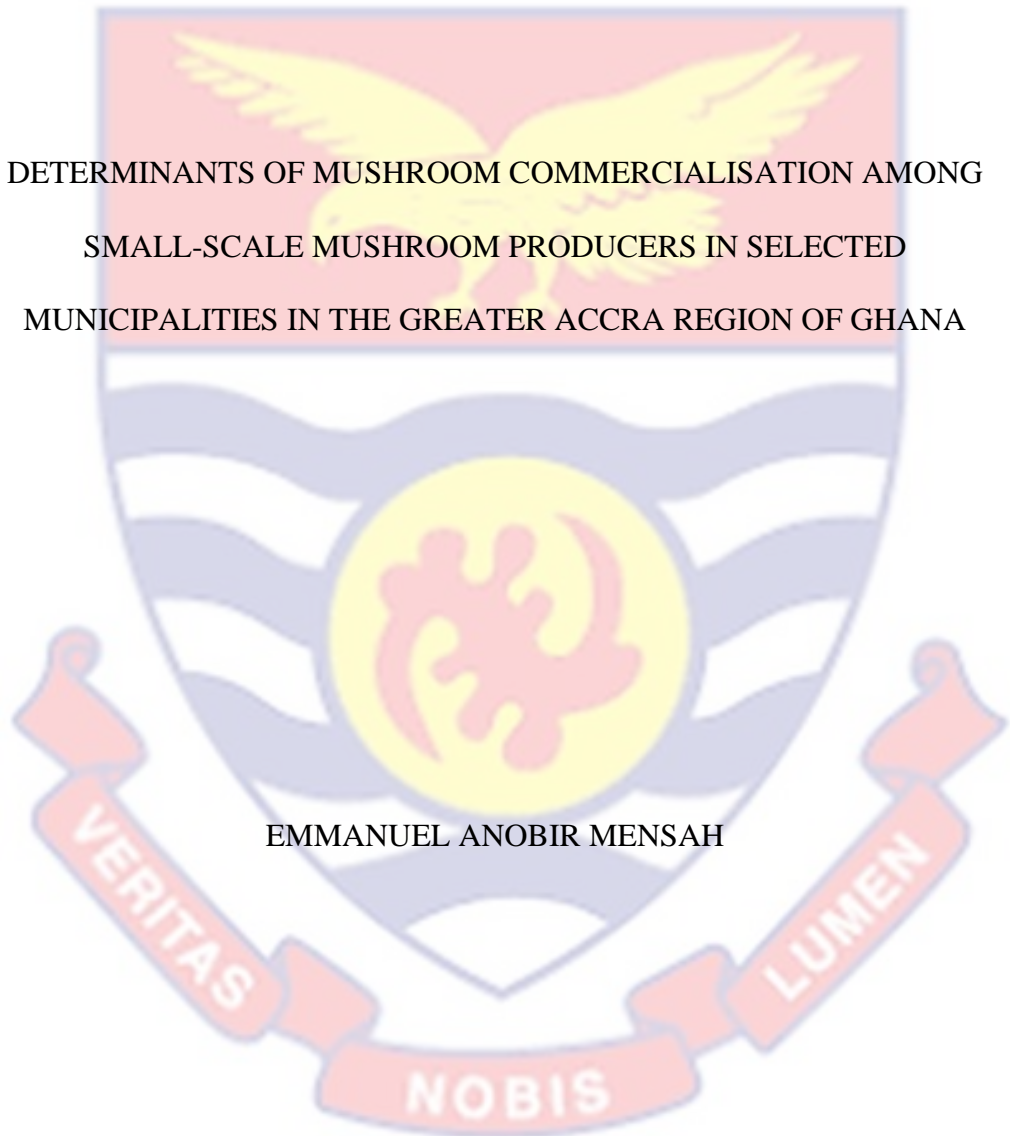 DETERMINANTS OF MUSHROOM COMMERCIALISATION AMONG
SMALL-SCALE MUSHROOM PRODUCERS IN SELECTED
MUNICIPALITIES IN THE GREATER ACCRA REGION OF GHANA
EMMANUEL ANOBIR MENSAH
VERITAS
NOBIS
LUMEN